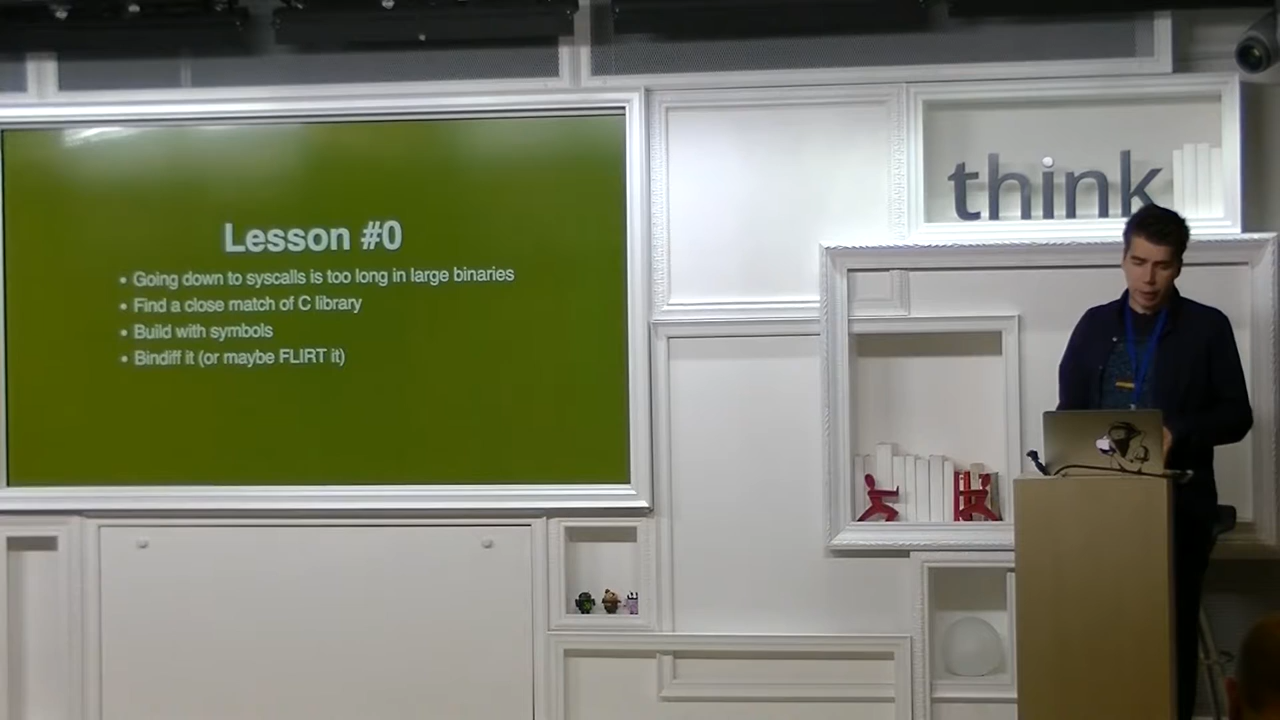 Lesson #0
• Going down to syscalls is too long in large binaries
• Find a close match of C library
• Build with symbols
• Bindiff it (or maybe FLIRT it)
think